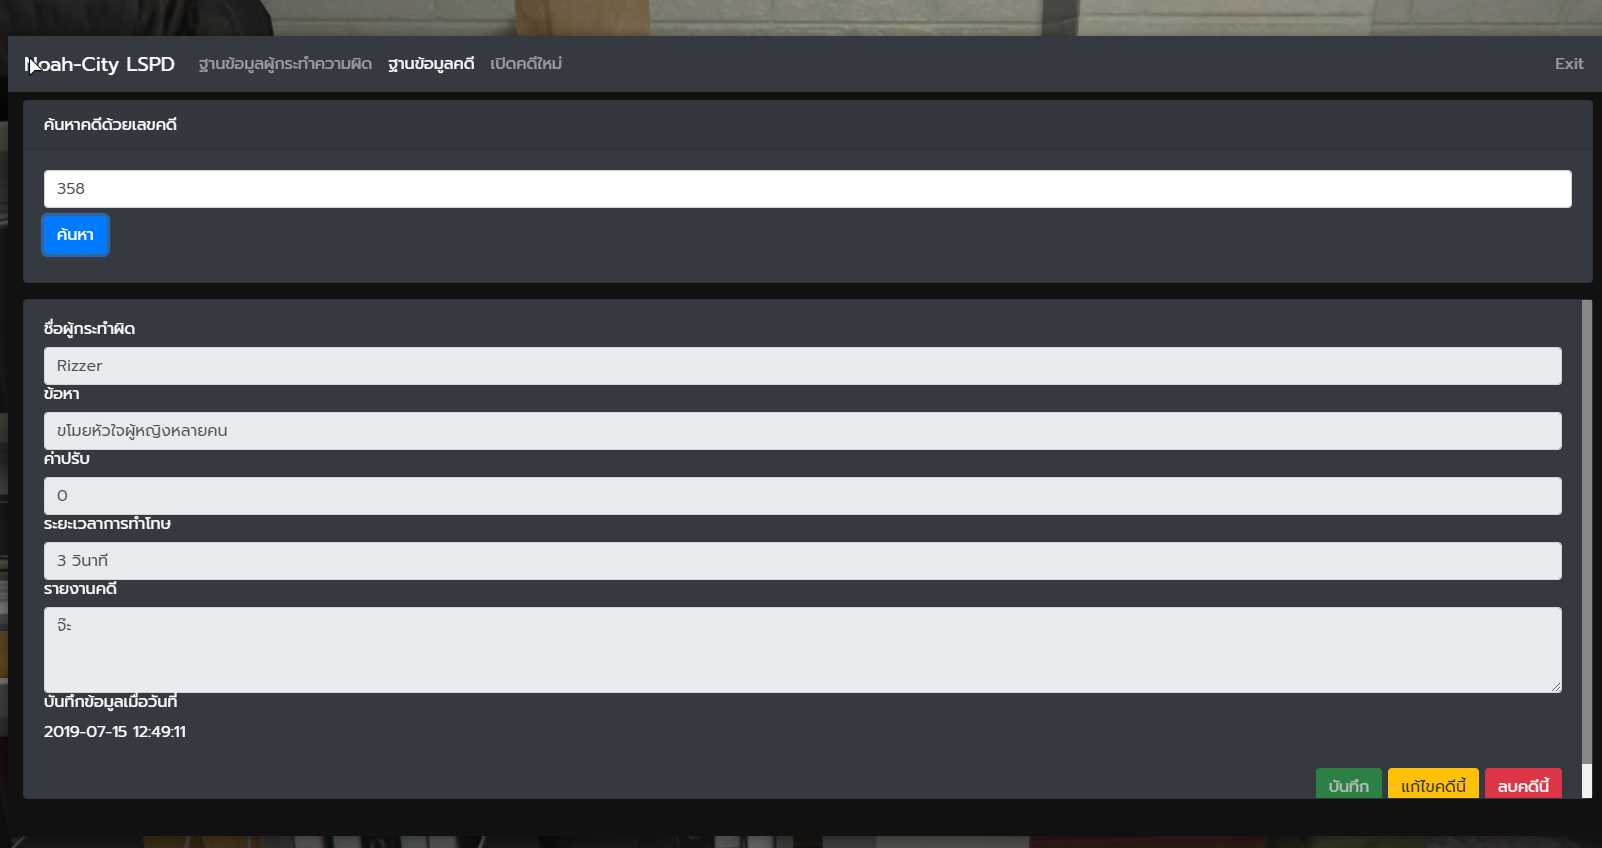 Noah-City LSPD ฐานข้อมูลผู้กระทำความผิด ฐานข้อมูลคดี เปิดคดีใหม่ Exit
ค้นหาคดีด้วยเลขคดี
358
ค้นหา
ชื่อผู้กระทำผิด
Rizzer
ข้อหา
ขโมยหัวใจผู้หญิงหลายคน
ค่าปรับ
0
ระยะเวลาการทำโทษ
3 วินาที
รายงานคดี
จ๊ะ
บันทึกข้อมูลเมื่อวันที่
2019-07-15 12:49:11
บันทึก แก้ไขคดีนี้ ลบคดีนี้